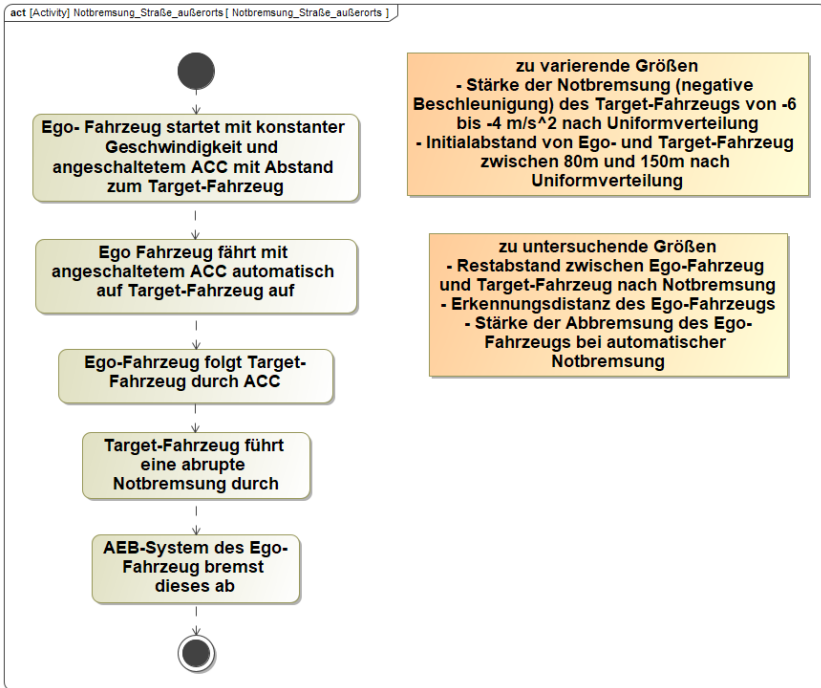 act [Activity] Notbremsung_Straße_außerorts [ Notbremsung_Straße_außerorts ]
Ego- Fahrzeug startet mit konstanter
Geschwindigkeit und
angeschaltetem ACC mit Abstand
zum Target-Fahrzeug
Ego Fahrzeug fährt mit
angeschaltetem ACC automatisch
auf Target-Fahrzeug auf
Ego-Fahrzeug folgt Target-
Fahrzeug durch ACC
Target-Fahrzeug führt
eine abrupte
Notbremsung durch
AEB-System des Ego-
Fahrzeug bremst
dieses ab
zu varierende Größen
- Stärke der Notbremsung (negative
Beschleunigung) des Target-Fahrzeugs von -6
bis -4 m/s^2 nach Uniformverteilung
- Initialabstand von Ego- und Target-Fahrzeug
zwischen 80m und 150m nach
Uniformverteilung
zu untersuchende Größen
- Restabstand zwischen Ego-Fahrzeug
und Target-Fahrzeug nach Notbremsung
- Erkennungsdistanz des Ego-Fahrzeugs
- Stärke der Abbremsung des Ego-
Fahrzeugs bei automatischer
Notbremsung